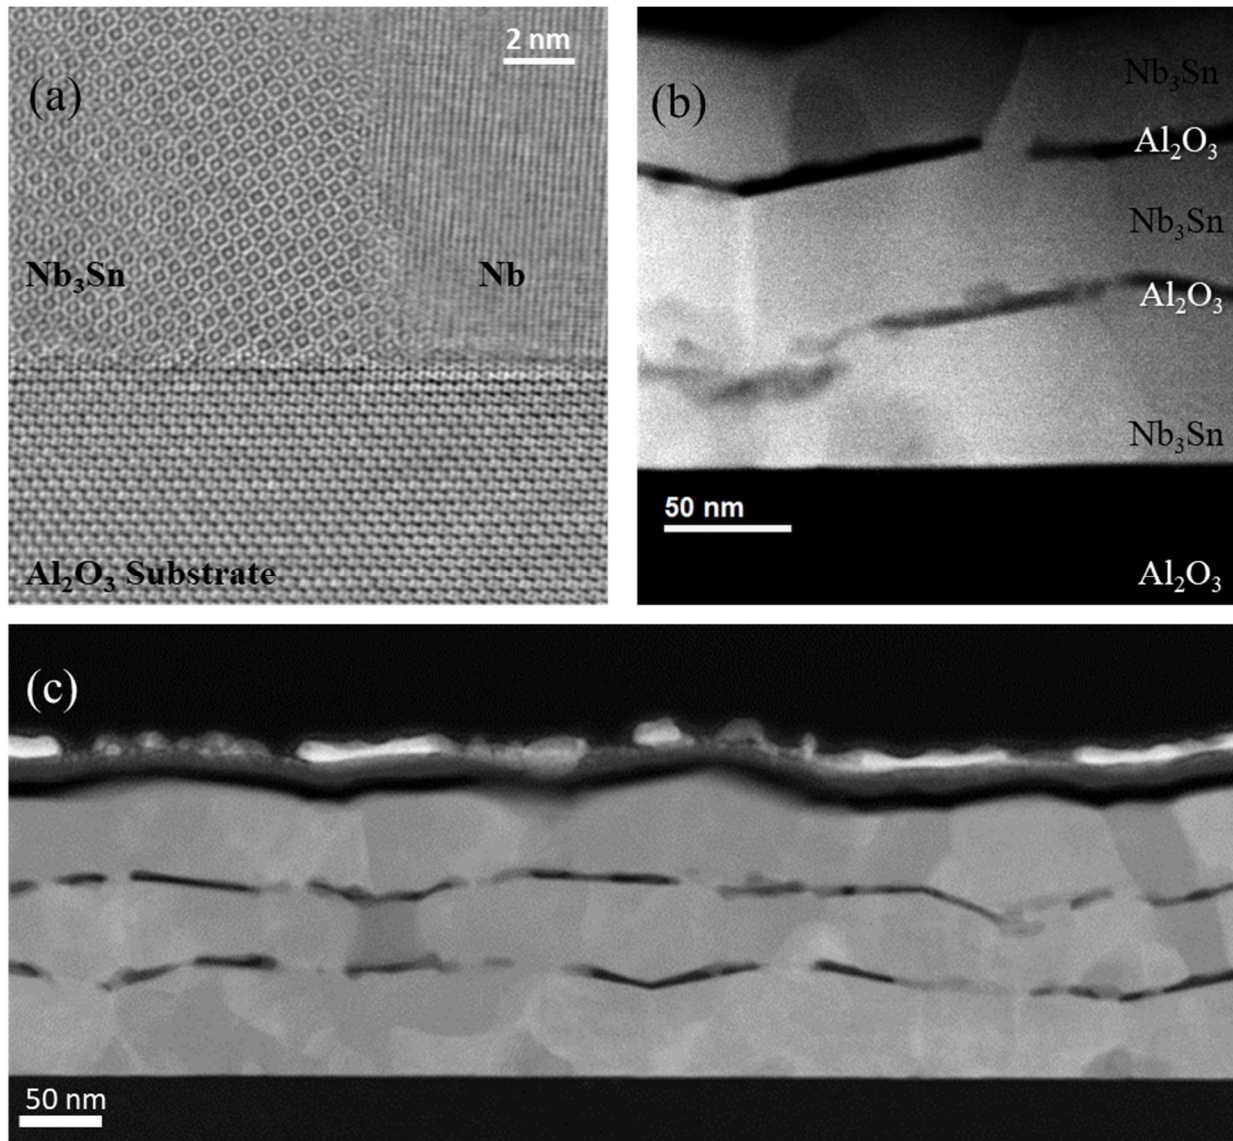 (a)
2 nm
Nb₃Sn
Nb
Al₂O₃ Substrate
(b)
Nb₃Sn
Al₂O₃
Nb₃Sn
Al₂O₃
Nb₃Sn
50 nm
Al₂O₃
(c)
50 nm